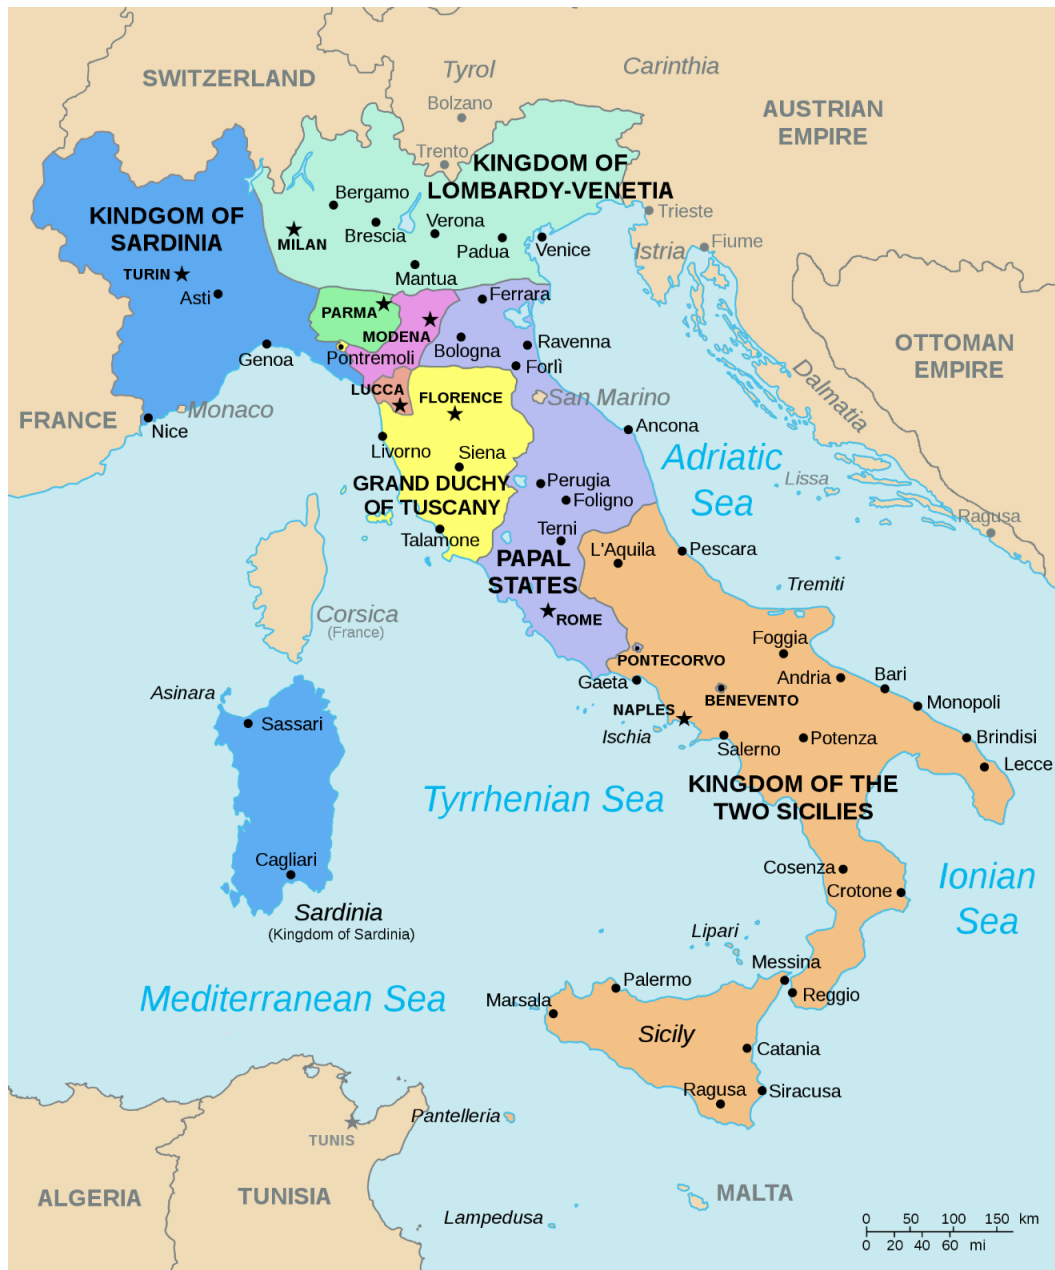 SWITZERLAND
Tyrol
Carinthia
Bolzano
AUSTRIAN
EMPIRE
Trento
KINGDOM OF
LOMBARDY-VENETIA
Bergamo
KINDGOM OF
SARDINIA
Trieste
Verona
Brescia
MILAN
Padua
Venice
Istria
Fiume
TURIN
Mantua
Asti
Ferrara
PARMA
MODENA
Ravenna
OTTOMAN
EMPIRE
Genoa
Pontremoli
Bologna
Forlì
Dalmatia
LUCCA
FLORENCE
San Marino
FRANCE
Monaco
Nice
Ancona
Livorno
Siena
Adriatic
Sea
GRAND DUCHY
OF TUSCANY
Perugia
Foligno
Lissa
Ragusa
Talamone
Terni
L'Aquila
Pescara
PAPAL
STATES
Tremiti
Corsica
(France)
ROME
Foggia
PONTECORVO
Andria
Bari
Gaeta
BENEVENTO
Asinara
NAPLES
Monopoli
Sassari
Ischia
Salerno
Potenza
Brindisi
Lecce
Tyrrhenian Sea
KINGDOM OF THE
TWO SICILIES
Cagliari
Cosenza
Crotone
Ionian
Sea
Sardinia
(Kingdom of Sardinia)
Lipari
Messina
Mediterranean Sea
Marsala
Palermo
Reggio
Sicily
Catania
Ragusa
Siracusa
Pantelleria
TUNIS
ALGERIA
TUNISIA
MALTA
Lampedusa
0 50 100 150 km
0 20 40 60 mi